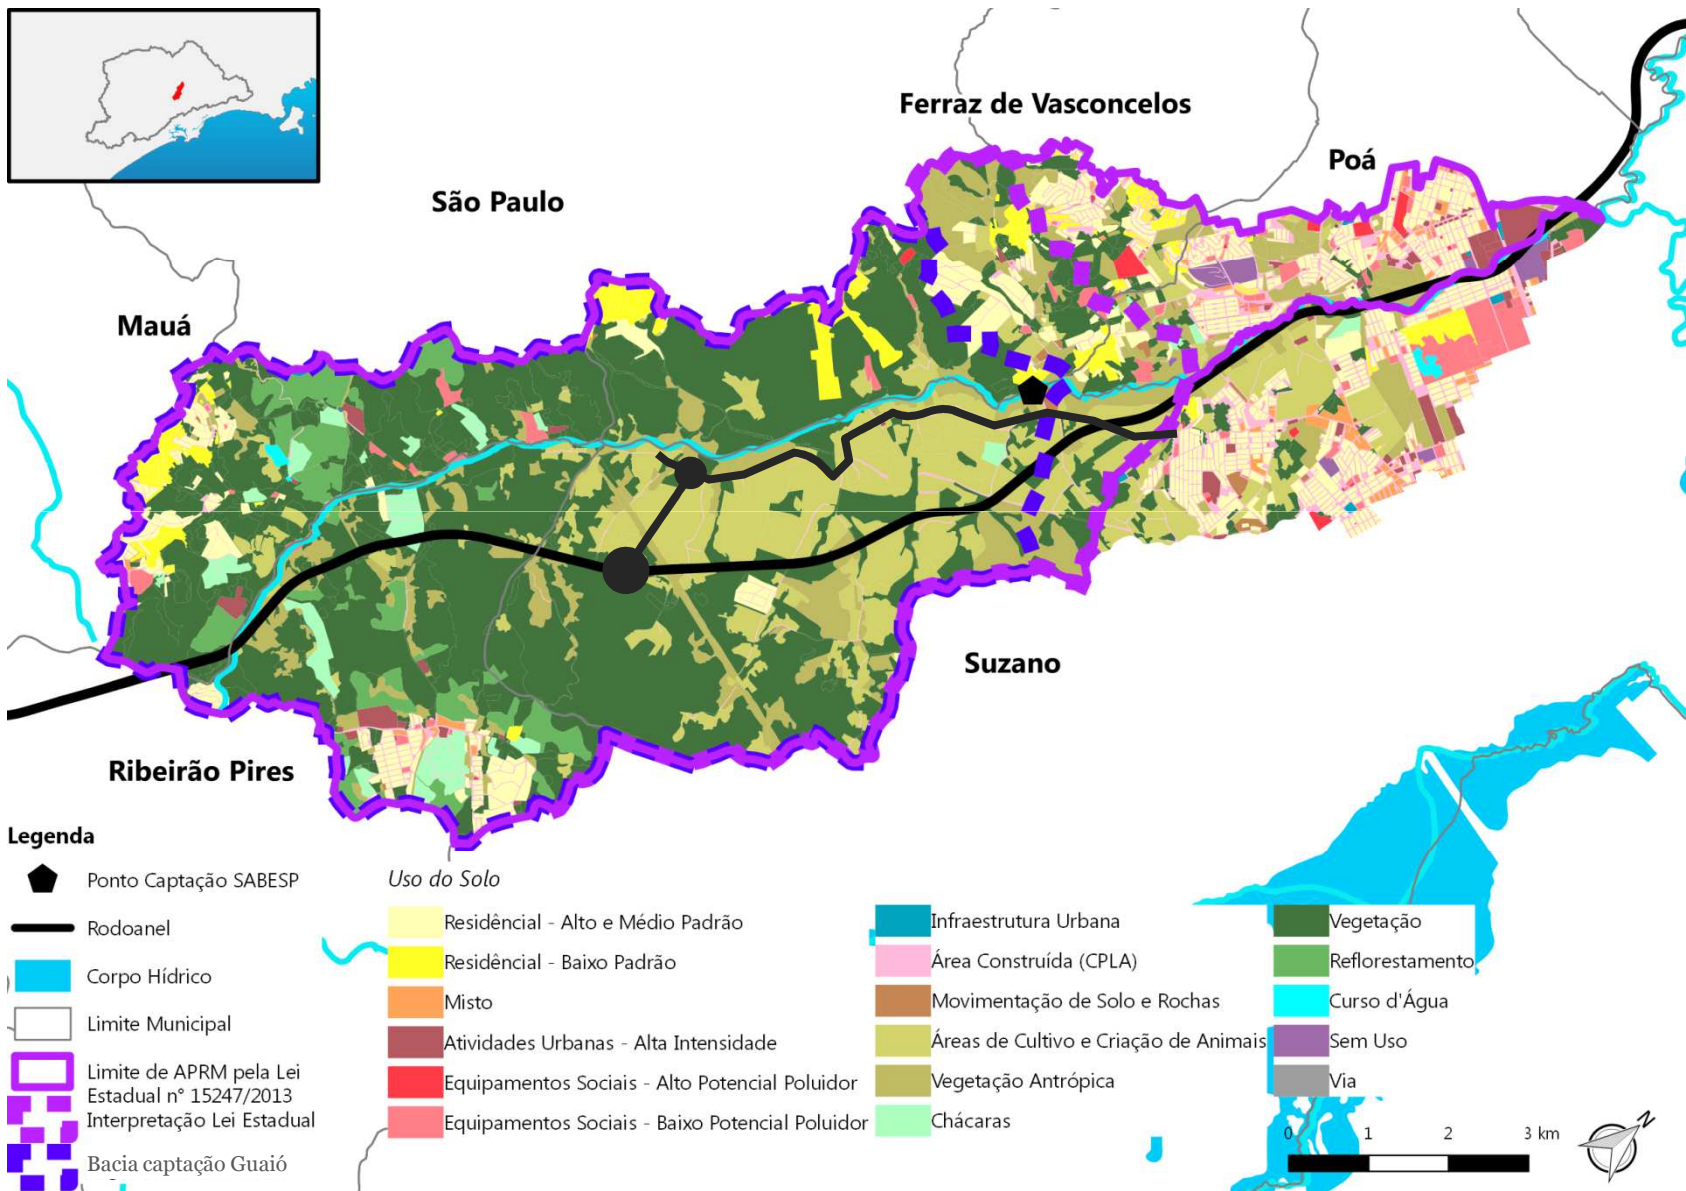 Ferraz de Vasconcelos
Poá
São Paulo
Mauá
Suzano
Ribeirão Pires
Legenda
Ponto Captação SABESP
Rodoanel
Corpo Hídrico
Limite Municipal
Limite de APRM pela Lei
Estadual n° 15247/2013
Interpretação Lei Estadual
Bacia captação Guaió
Uso do Solo
Residêncial - Alto e Médio Padrão
Residêncial - Baixo Padrão
Misto
Atividades Urbanas - Alta Intensidade
Equipamentos Sociais - Alto Potencial Poluidor
Equipamentos Sociais - Baixo Potencial Poluidor
Infraestrutura Urbana
Área Construída (CPLA)
Movimentação de Solo e Rochas
Áreas de Cultivo e Criação de Animais
Vegetação Antrópica
Chácaras
Vegetação
Reflorestamento
Curso d'Água
Sem Uso
Via
0 1 2 3 km
N